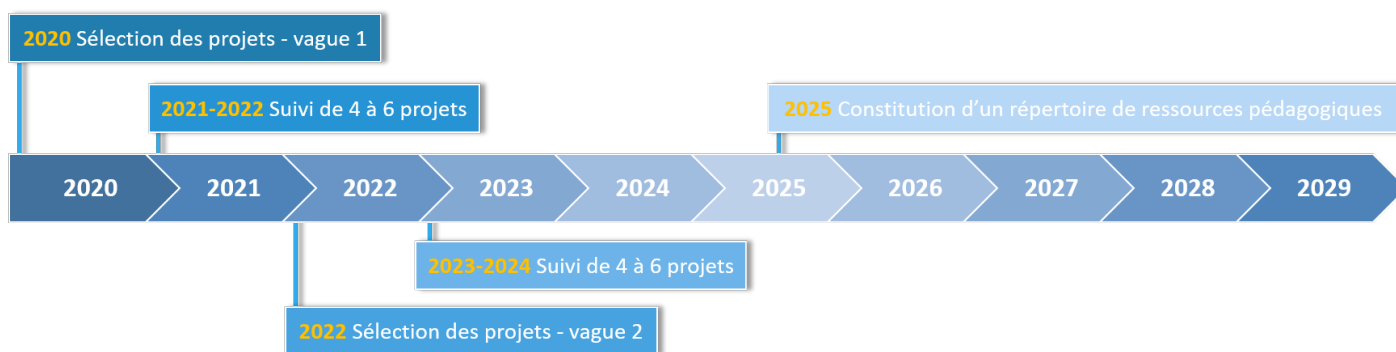 2020 Sélection des projets - vague 1
2021-2022 Suivi de 4 à 6 projets
2025 Constitution d’un répertoire de ressources pédagogiques
2020 2021 2022 2023 2024 2025 2026 2027 2028 2029
2023-2024 Suivi de 4 à 6 projets
2022 Sélection des projets - vague 2